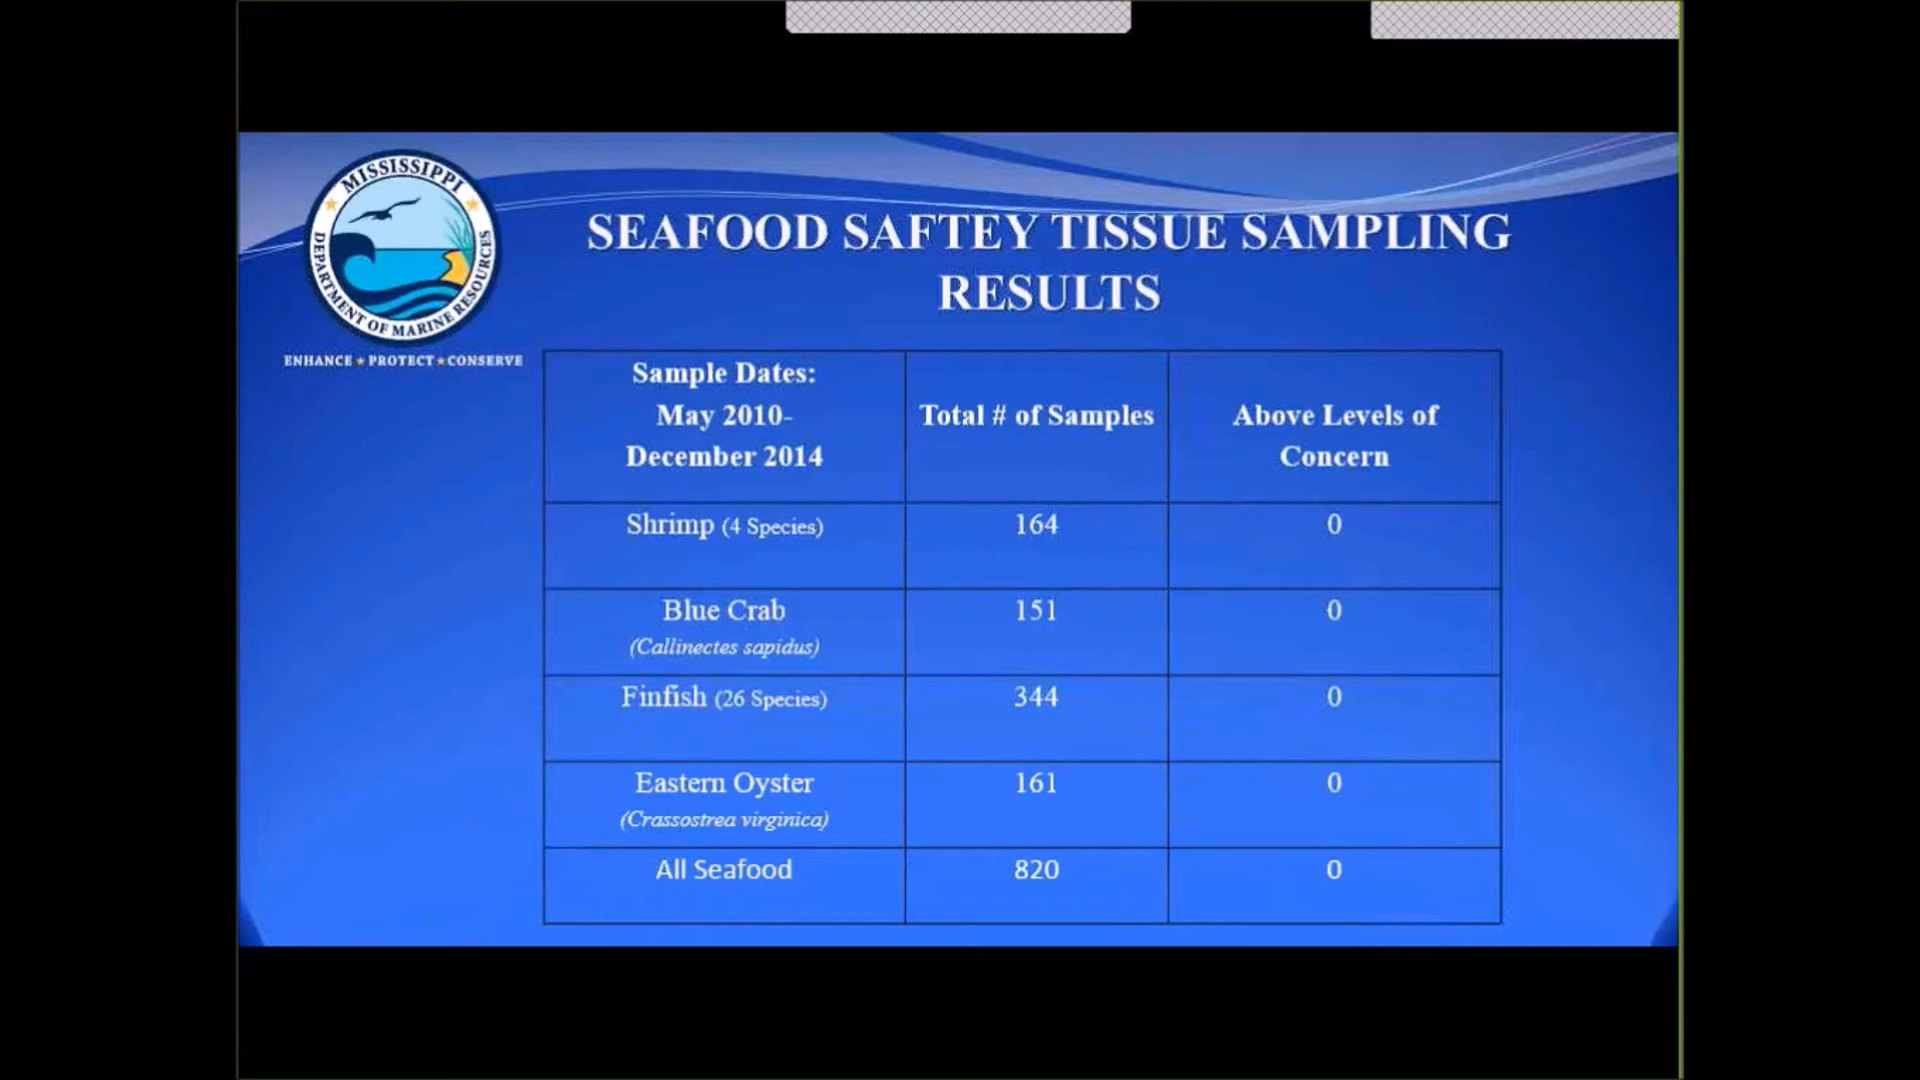 MISSISSIPPI
DEPARTMENT OF MARINE RESOURCES
ENHANCE ★ PROTECT ★ CONSERVE
SEAFOOD SAFTEY TISSUE SAMPLING
RESULTS
Sample Dates:
May 2010-
December 2014
Total # of Samples
Above Levels of
Concern
Shrimp (4 Species)
164
0
Blue Crab
(Callinectes sapidus)
151
0
Finfish (26 Species)
344
0
Eastern Oyster
(Crassostrea virginica)
161
0
All Seafood
820
0